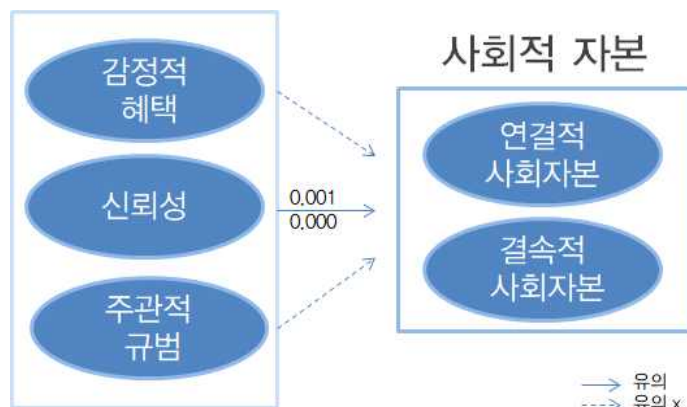 감정적
혜택
신뢰성
주관적
규범
0.001
0.000
사회적 자본
연결적
사회자본
결속적
사회자본
유의
유의 x